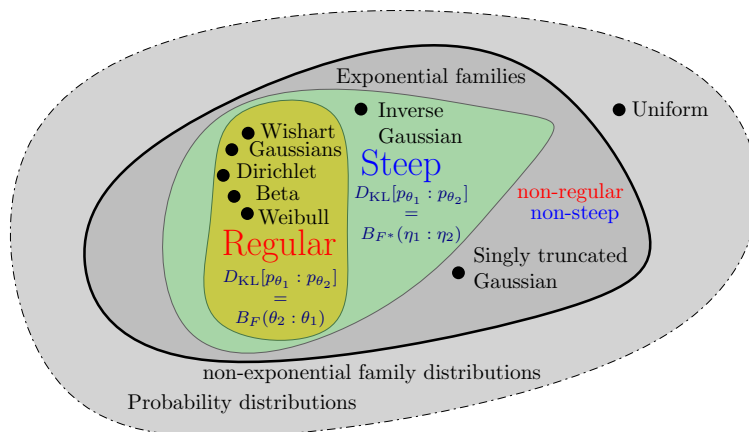 Exponential families
Uniform
Inverse
Gaussian
Wishart
Gaussians
Dirichlet
Beta
Weibull
Steep
D_KL[p_θ₁ : p_θ₂]
=
B_F*(η₁ : η₂)
non-regular
non-steep
Regular
D_KL[p_θ₁ : p_θ₂]
=
B_F(θ₂ : θ₁)
Singly truncated
Gaussian
non-exponential family distributions
Probability distributions